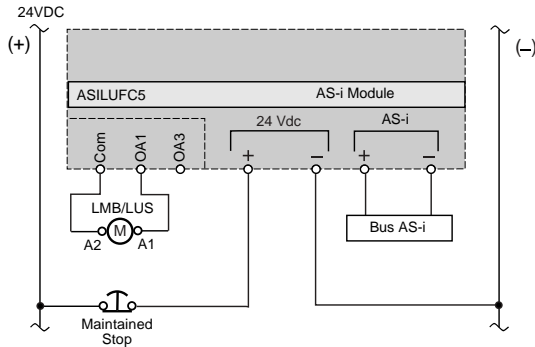 24VDC
(+)
(–)
ASILUFC5
AS-i Module
24 Vdc
AS-i
Com
OA1
OA3
+
–
+
–
LMB/LUS
M
A2
A1
Bus AS-i
Maintained
Stop